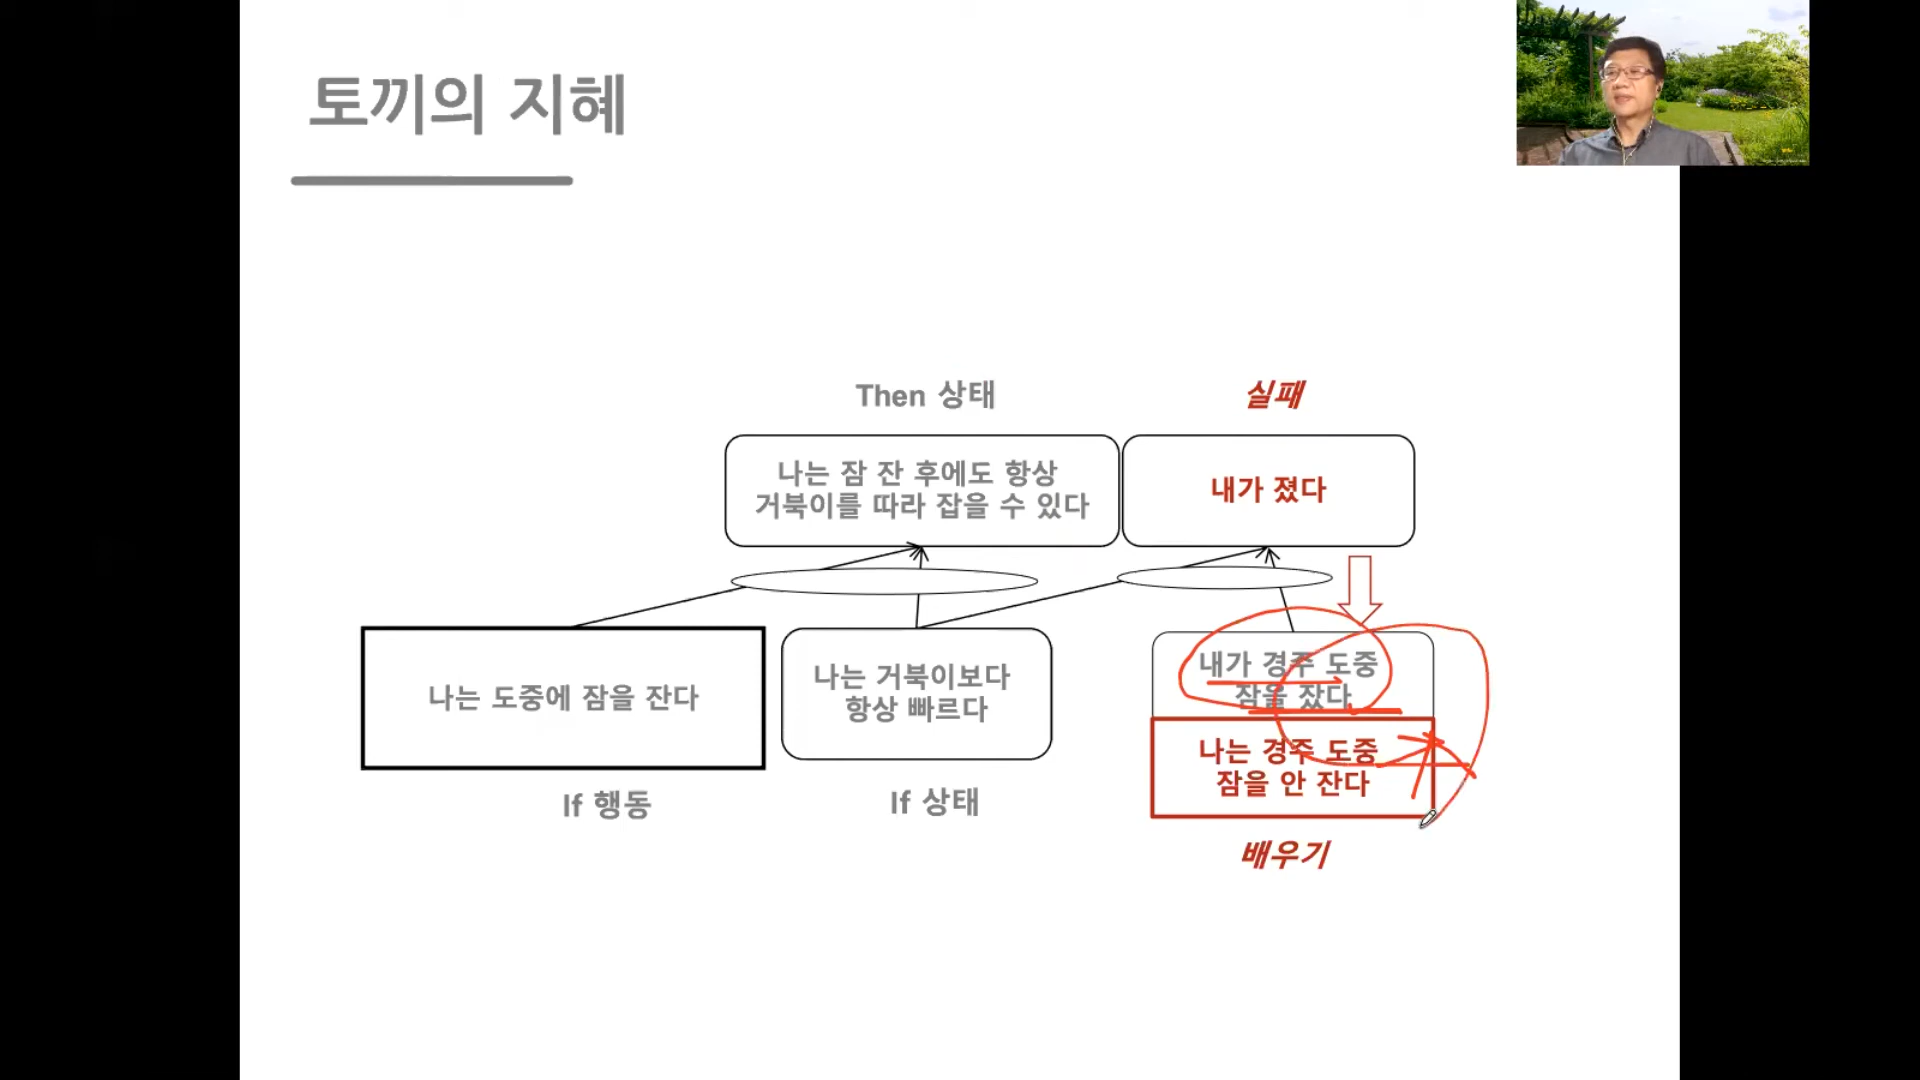 토끼의 지혜
Then 상태
실패
나는 잠 잔 후에도 항상
거북이를 따라 잡을 수 있다
내가 졌다
나는 도중에 잠을 잔다
나는 거북이보다
항상 빠르다
내가 경주 도중
잠을 잤다
나는 경주 도중
잠을 안 잔다
If 행동
If 상태
배우기